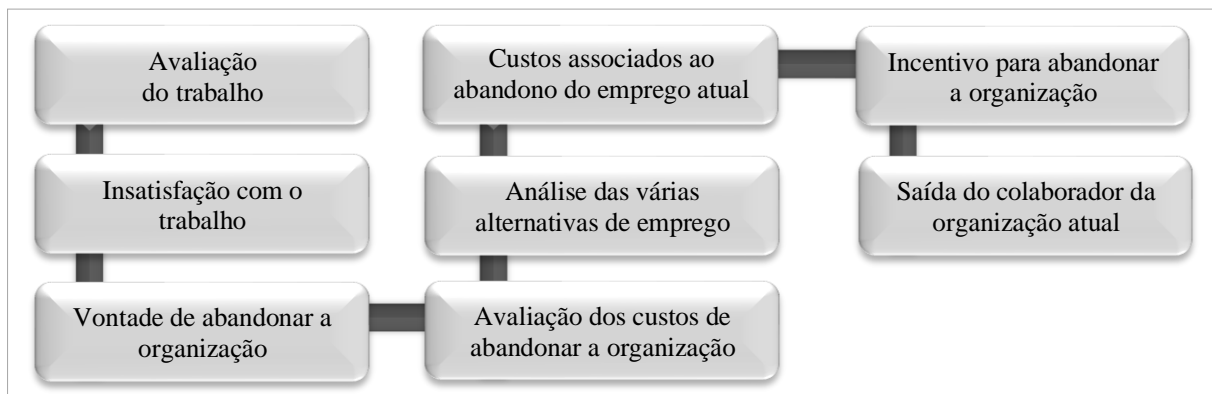 Avaliação
do trabalho
Insatisfação com o
trabalho
Vontade de abandonar a
organização
Avaliação dos custos de
abandonar a organização
Análise das várias
alternativas de emprego
Custos associados ao
abandono do emprego atual
Incentivo para abandonar
a organização
Saída do colaborador da
organização atual